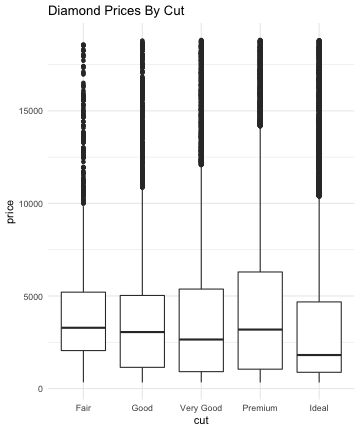 Diamond Prices By Cut
15000
10000
5000
0
price
Fair Good Very Good Premium Ideal
cut